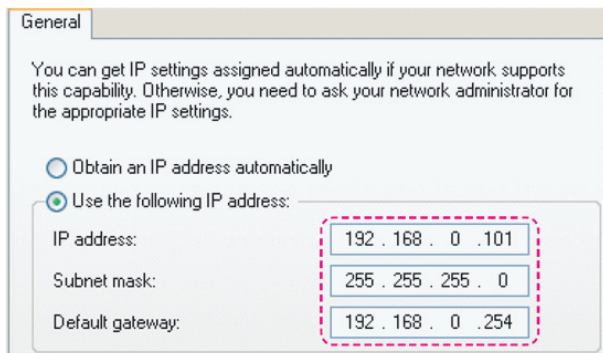 General
You can get IP settings assigned automatically if your network supports
this capability. Otherwise, you need to ask your network administrator for
the appropriate IP settings.
Obtain an IP address automatically
Use the following IP address:
IP address: 192 . 168 . 0 .101
Subnet mask: 255 . 255 . 255 . 0
Default gateway: 192 . 168 . 0 .254